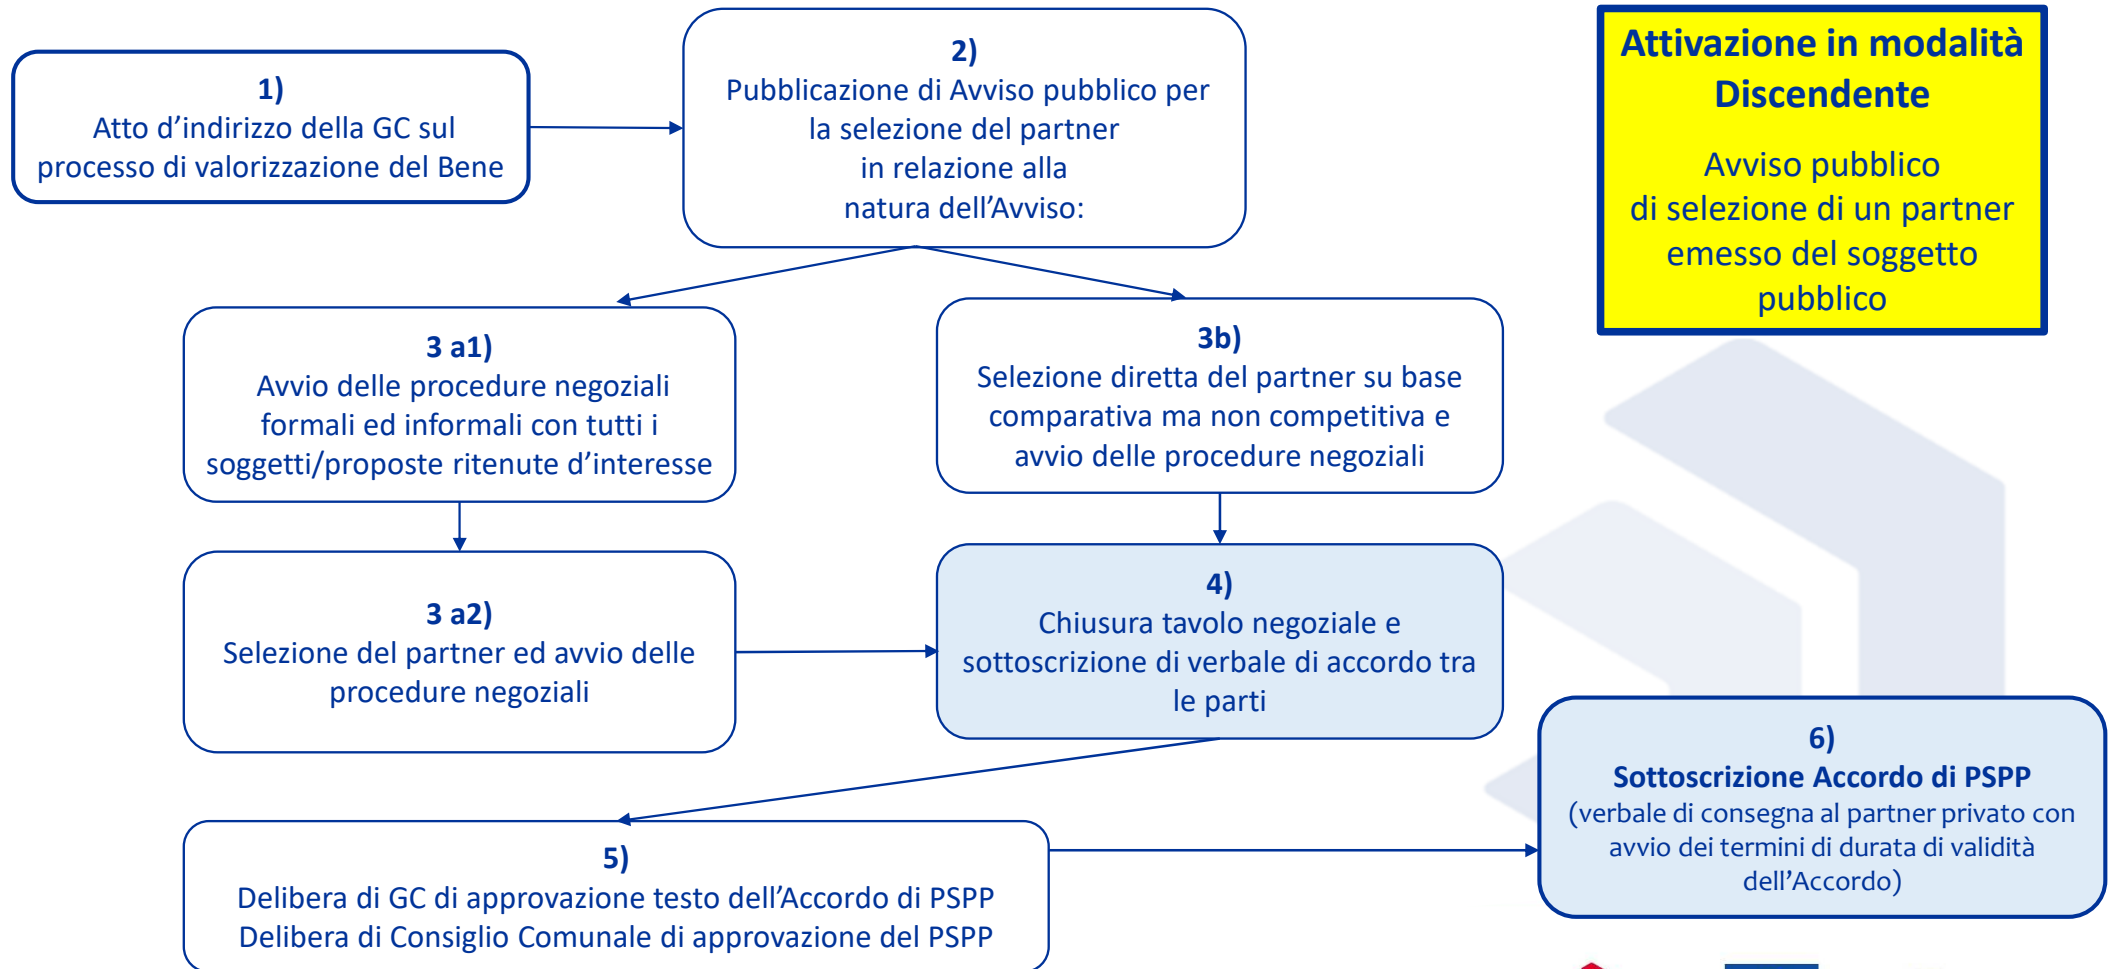 1)
Atto d’indirizzo della GC sul
processo di valorizzazione del Bene
2)
Pubblicazione di Avviso pubblico per
la selezione del partner
in relazione alla
natura dell’Avviso:
Attivazione in modalità
Discendente
Avviso pubblico
di selezione di un partner
emesso del soggetto
pubblico
3 a1)
Avvio delle procedure negoziali
formali ed informali con tutti i
soggetti/proposte ritenute d’interesse
3b)
Selezione diretta del partner su base
comparativa ma non competitiva e
avvio delle procedure negoziali
3 a2)
Selezione del partner ed avvio delle
procedure negoziali
4)
Chiusura tavolo negoziale e
sottoscrizione di verbale di accordo tra
le parti
5)
Delibera di GC di approvazione testo dell’Accordo di PSPP
Delibera di Consiglio Comunale di approvazione del PSPP
6)
Sottoscrizione Accordo di PSPP
(verbale di consegna al partner privato con
avvio dei termini di durata di validità
dell’Accordo)